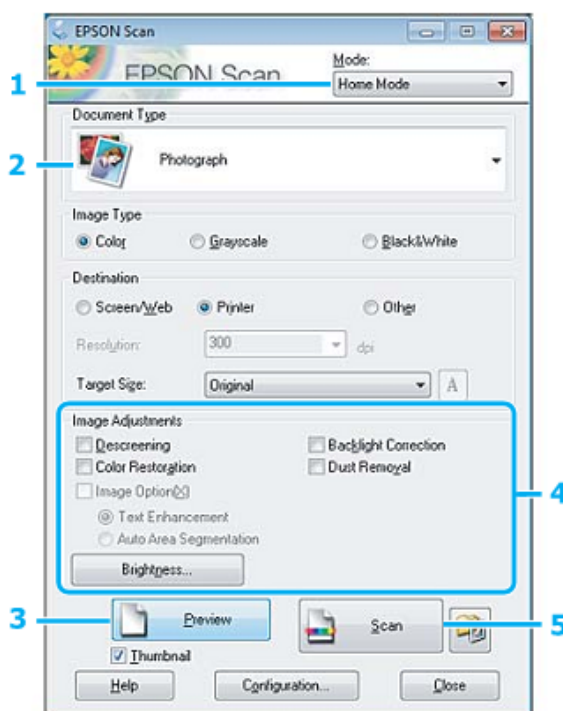 EPSON Scan
EPSON Scan
Mode:
1
Home Mode
Document Type
2
Photograph
Image Type
Color
Grayscale
Black&White
Destination
Screen/Web
Printer
Other
Resolution:
300
dpi
Target Size:
Original
A
Image Adjustments
Descreening
Backlight Correction
Color Restoration
Dust Removal
4
Image Option(X)
Text Enhancement
Auto Area Segmentation
Brightness...
3
Preview
Scan
5
Thumbnail
Help
Configuration...
Close